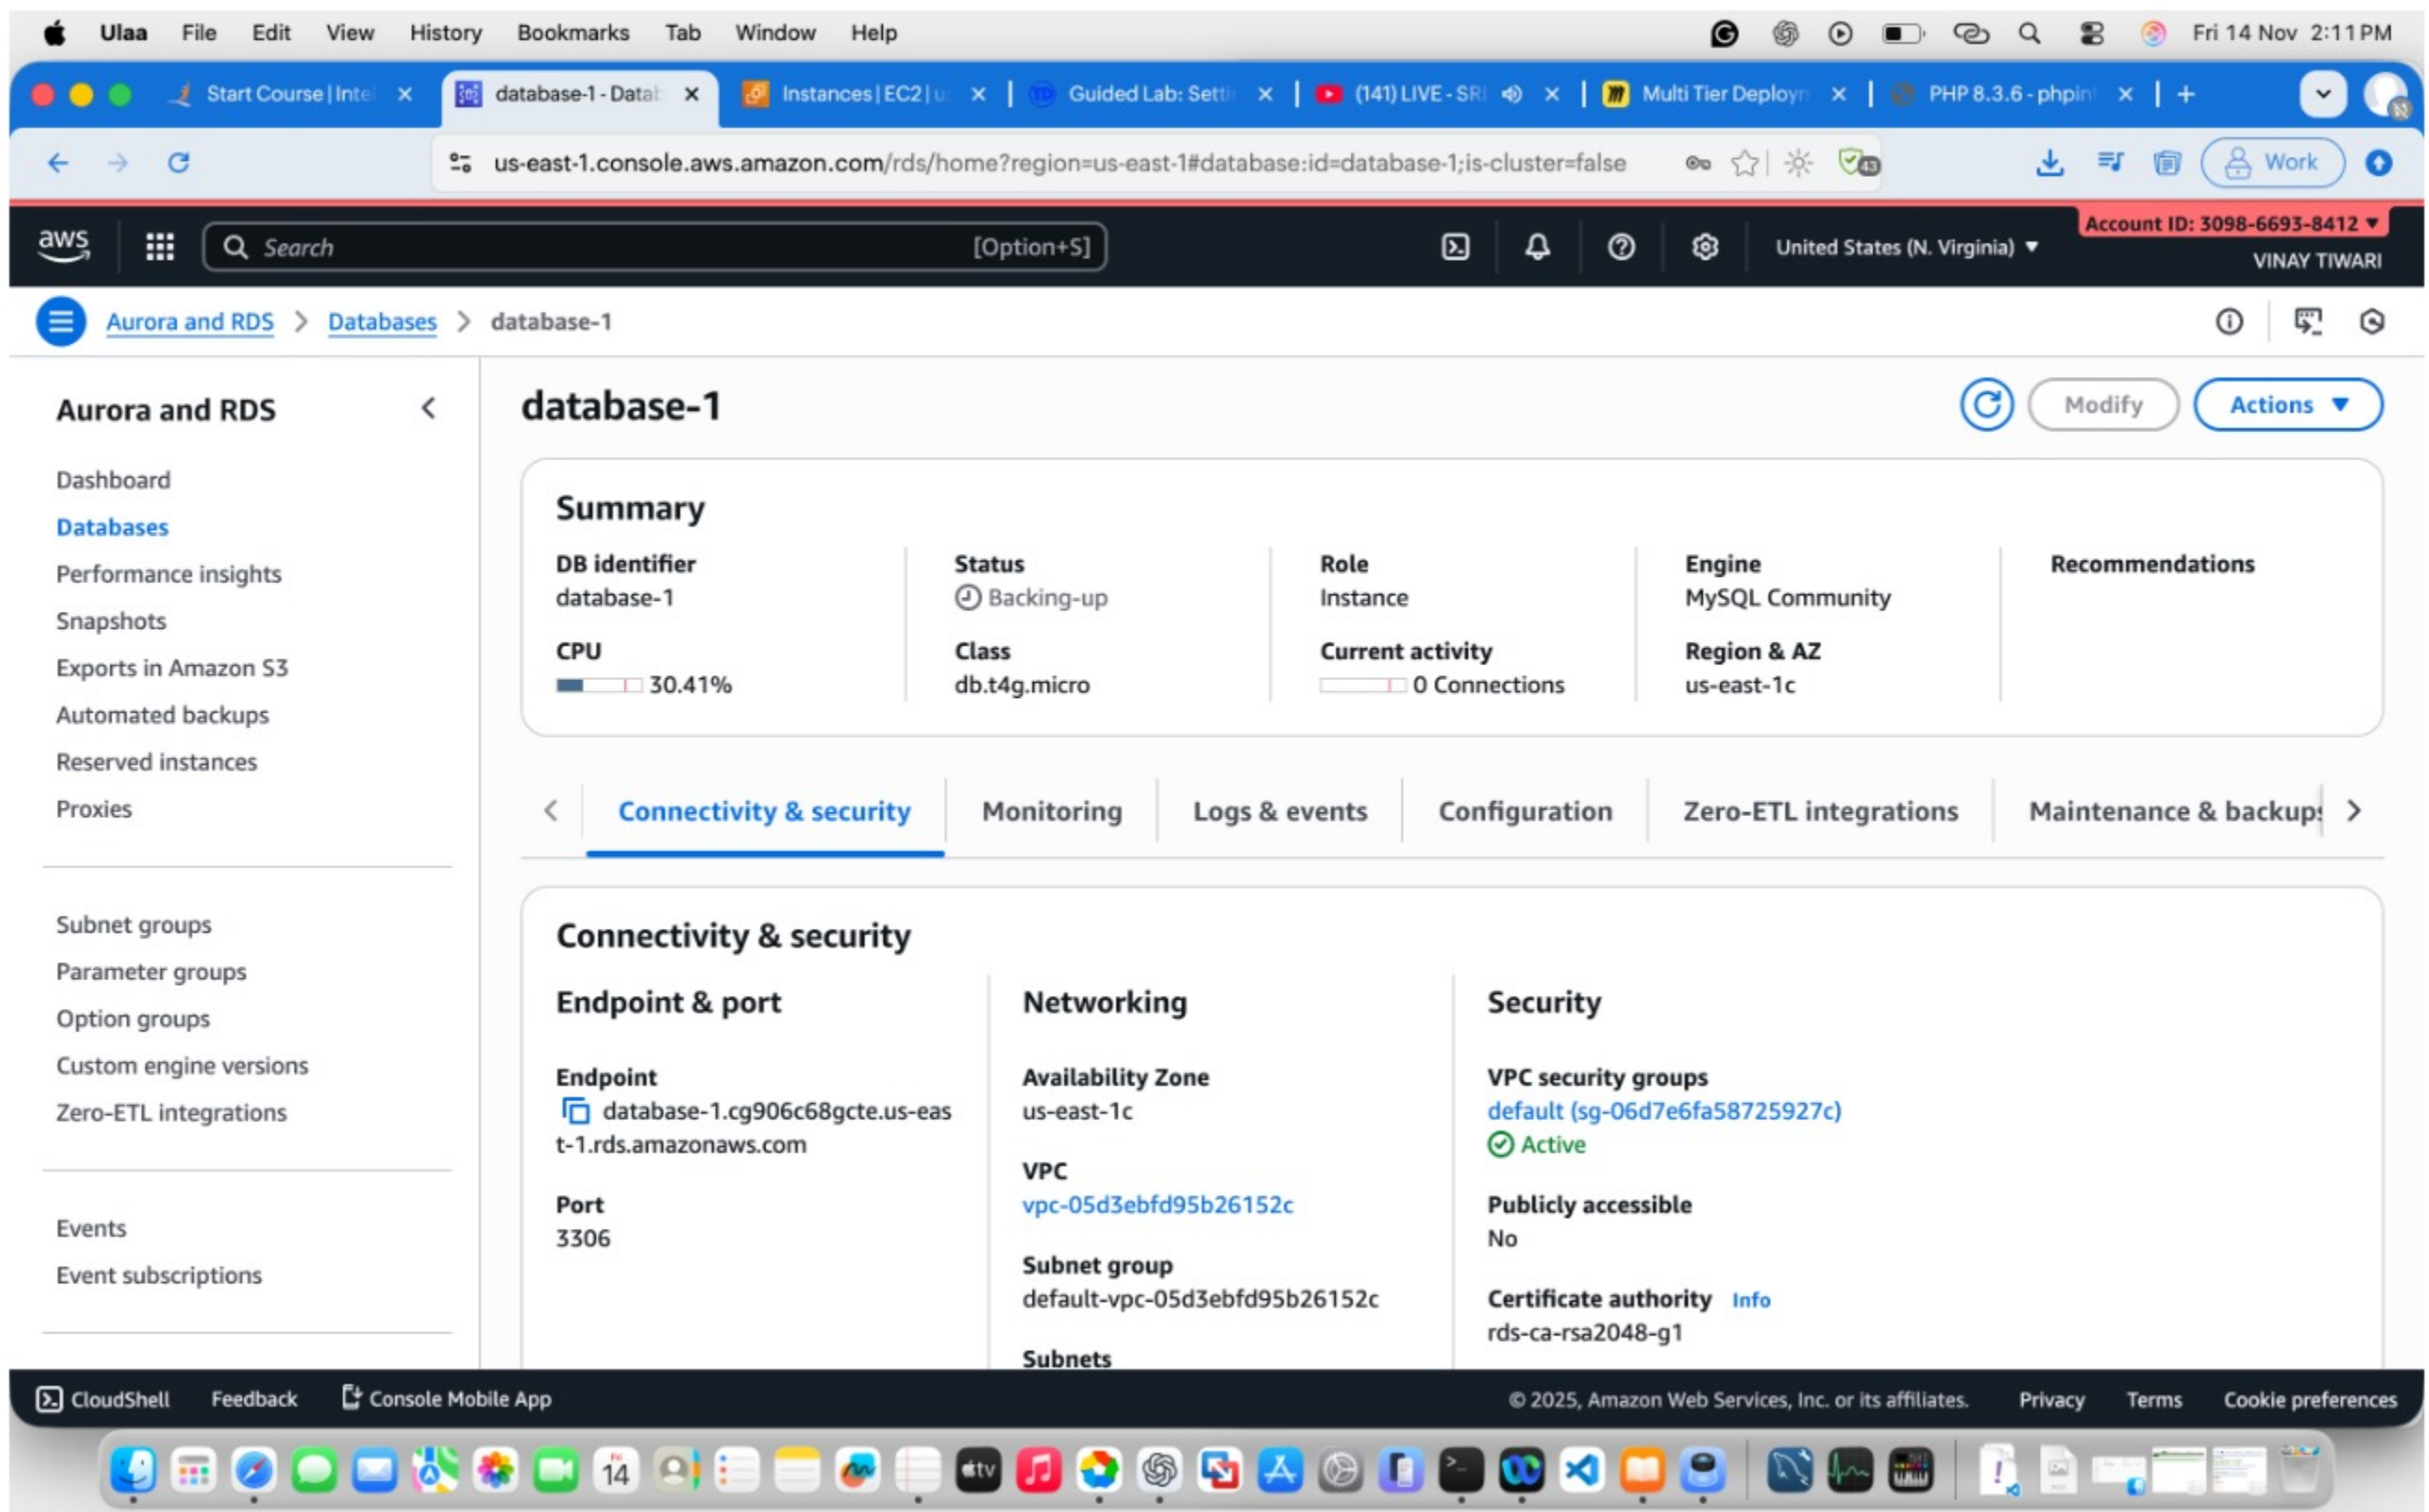 Ulaa File Edit View History Bookmarks Tab Window Help Fri 14 Nov 2:11 PM
Start Course | Inte database-1 - Datab Instances | EC2 | u Guided Lab: Setti (141) LIVE - SRI Multi Tier Deploy PHP 8.3.6 - phpin
us-east-1.console.aws.amazon.com/rds/home?region=us-east-1#database:id=database-1;is-cluster=false Work
Account ID: 3098-6693-8412
aws Search [Option+S] United States (N. Virginia)
VINAY TIWARI
Aurora and RDS > Databases > database-1
Aurora and RDS
Dashboard
Databases
Performance insights
Snapshots
Exports in Amazon S3
Automated backups
Reserved instances
Proxies
Subnet groups
Parameter groups
Option groups
Custom engine versions
Zero-ETL integrations
Events
Event subscriptions
database-1 Modify Actions
Summary
DB identifier Status Role Engine Recommendations
database-1 Backing-up Instance MySQL Community
CPU Class Current activity Region & AZ
30.41% db.t4g.micro 0 Connections us-east-1c
Connectivity & security Monitoring Logs & events Configuration Zero-ETL integrations Maintenance & backups
Connectivity & security
Endpoint & port
Endpoint
database-1.cg906c68gcte.us-eas
t-1.rds.amazonaws.com
Port
3306
Networking
Availability Zone
us-east-1c
VPC
vpc-05d3ebfd95b26152c
Subnet group
default-vpc-05d3ebfd95b26152c
Subnets
Security
VPC security groups
default (sg-06d7e6fa58725927c)
Active
Publicly accessible
No
Certificate authority Info
rds-ca-rsa2048-g1
CloudShell Feedback Console Mobile App © 2025, Amazon Web Services, Inc. or its affiliates. Privacy Terms Cookie preferences
14 tv